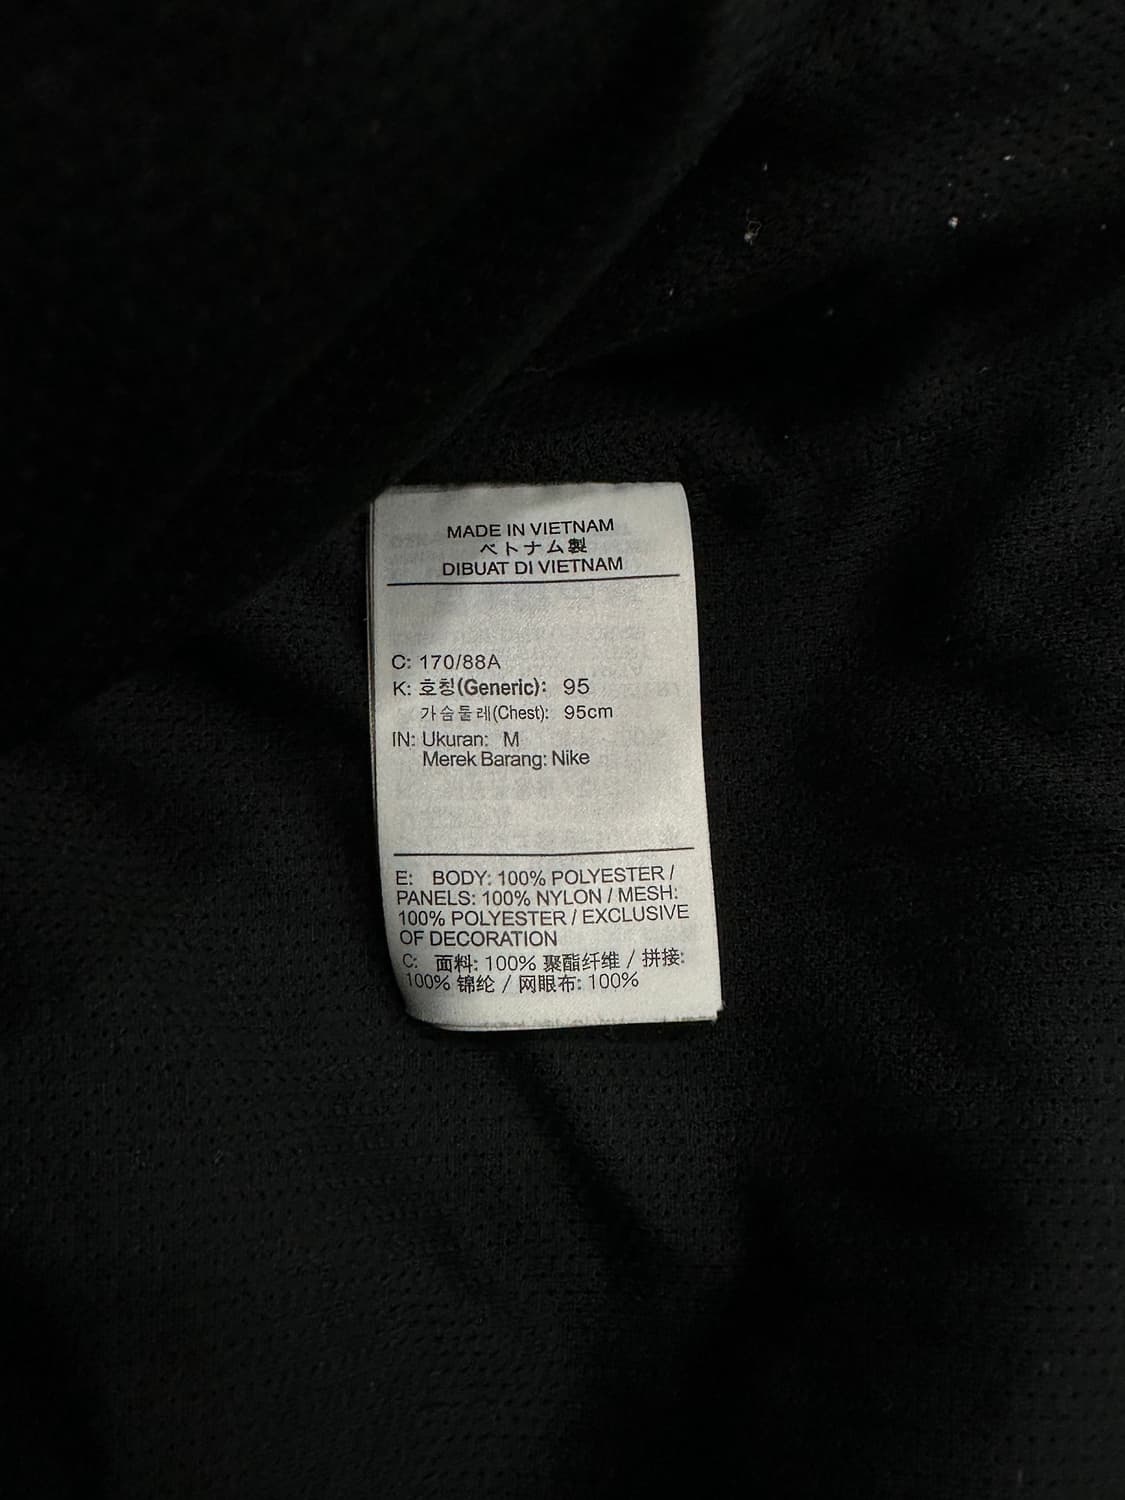 MADE IN VIETNAM
ベトナム製
DIBUAT DI VIETNAM
C: 170/88A
K: 호칭(Generic): 95
가슴둘레(Chest): 95cm
IN: Ukuran: M
Merek Barang: Nike
E: BODY: 100% POLYESTER /
PANELS: 100% NYLON / MESH:
100% POLYESTER / EXCLUSIVE
OF DECORATION
C: 面料: 100% 聚酯纤维 / 拼接:
100% 锦纶 / 网眼布: 100%